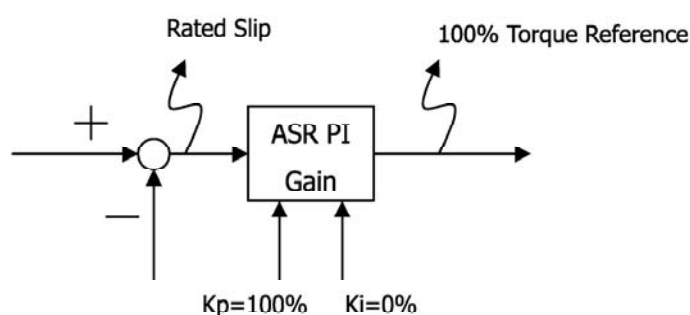 Rated Slip
100% Torque Reference
+
ASR PI
Gain
—
Kp=100%
Ki=0%